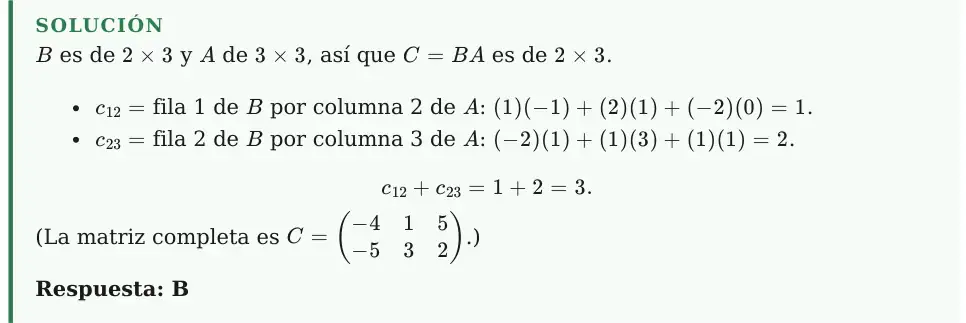 SOLUCIÓN
B es de 2 × 3 y A de 3 × 3, así que C = BA es de 2 × 3.
• c₁₂ = fila 1 de B por columna 2 de A: (1)(−1) + (2)(1) + (−2)(0) = 1.
• c₂₃ = fila 2 de B por columna 3 de A: (−2)(1) + (1)(3) + (1)(1) = 2.
c₁₂ + c₂₃ = 1 + 2 = 3.
(La matriz completa es C = (−4 1 5
−5 3 2).)
Respuesta: B